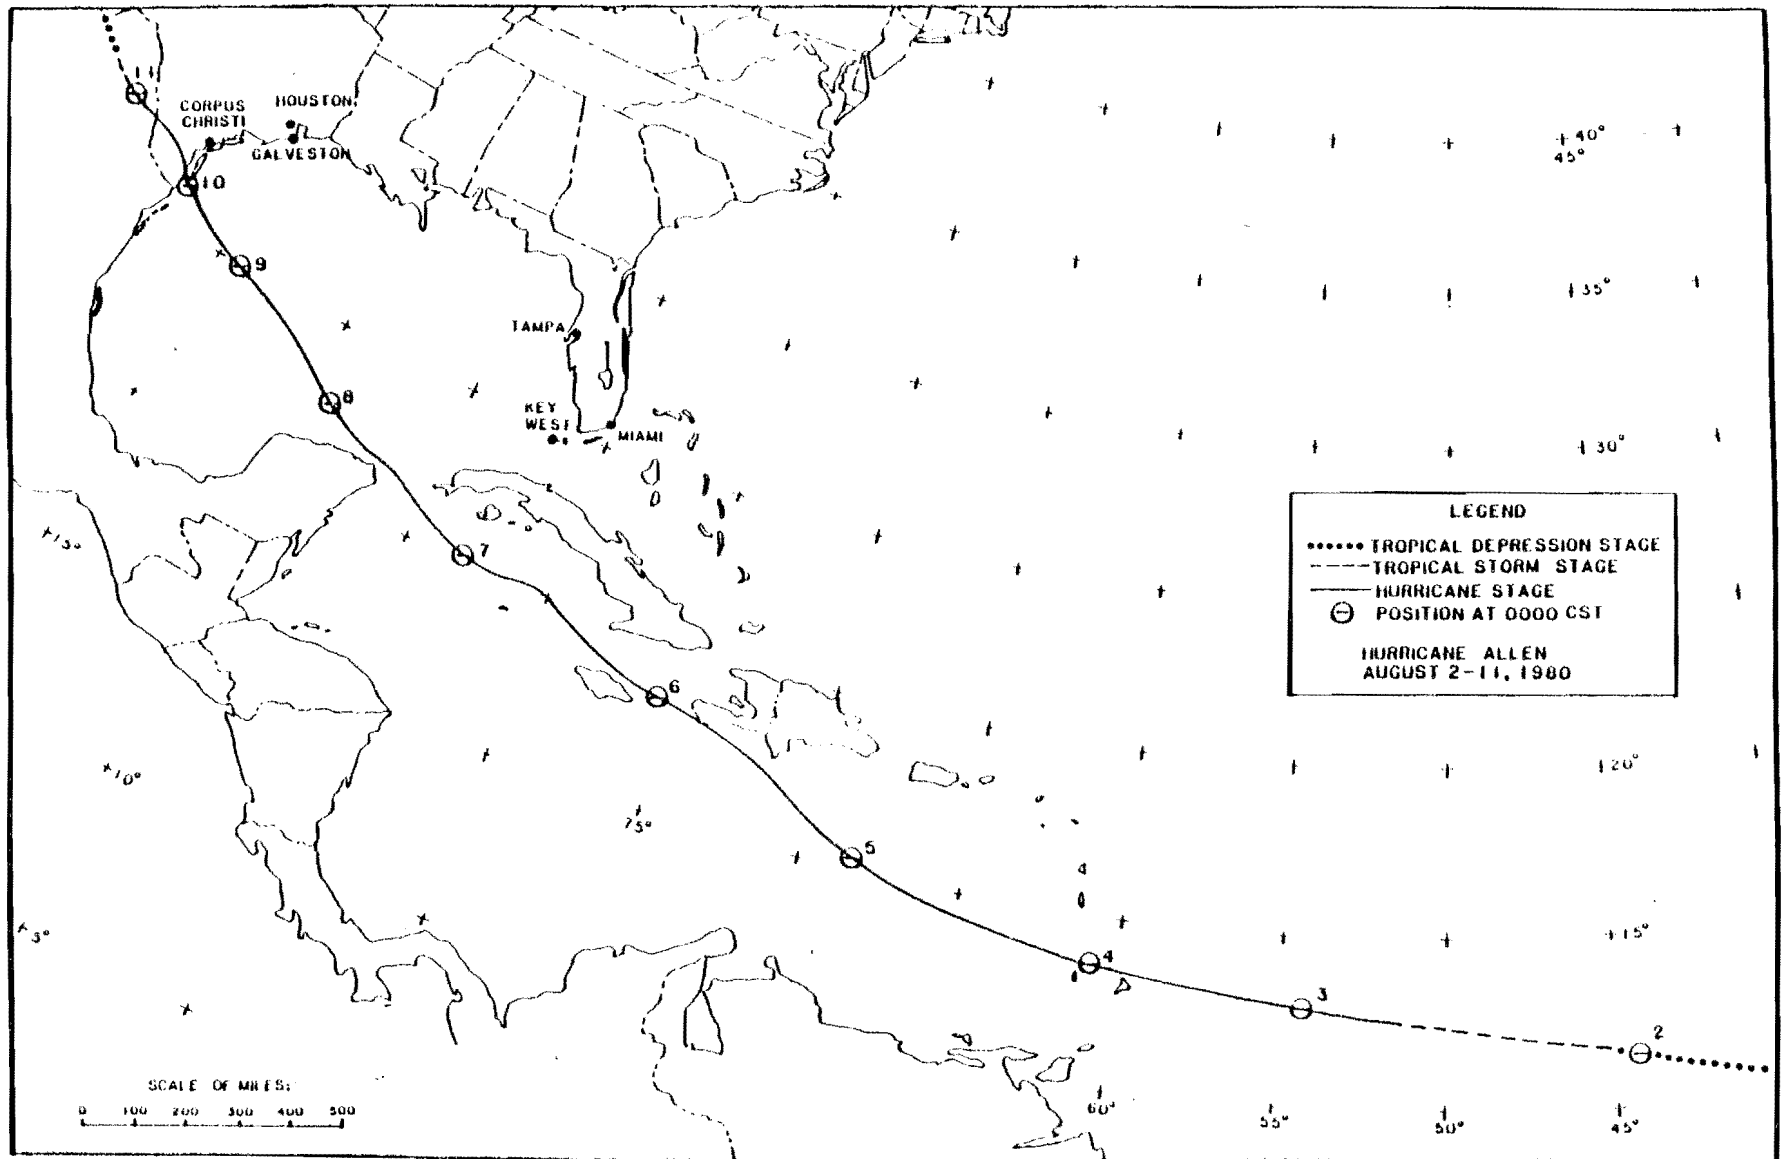 11
CORPUS
CHRISTI
HOUSTON
GALVESTON
10
9
8
TAMPA
KEY
WEST
MIAMI
7
6
5
4
3
2
40°
45°
35°
30°
20°
15°
15°
10°
5°
75°
60°
55°
50°
45°
LEGEND
TROPICAL DEPRESSION STAGE
TROPICAL STORM STAGE
HURRICANE STAGE
POSITION AT 0000 CST
HURRICANE ALLEN
AUGUST 2-11, 1980
SCALE OF MILES:
0 100 200 300 400 500